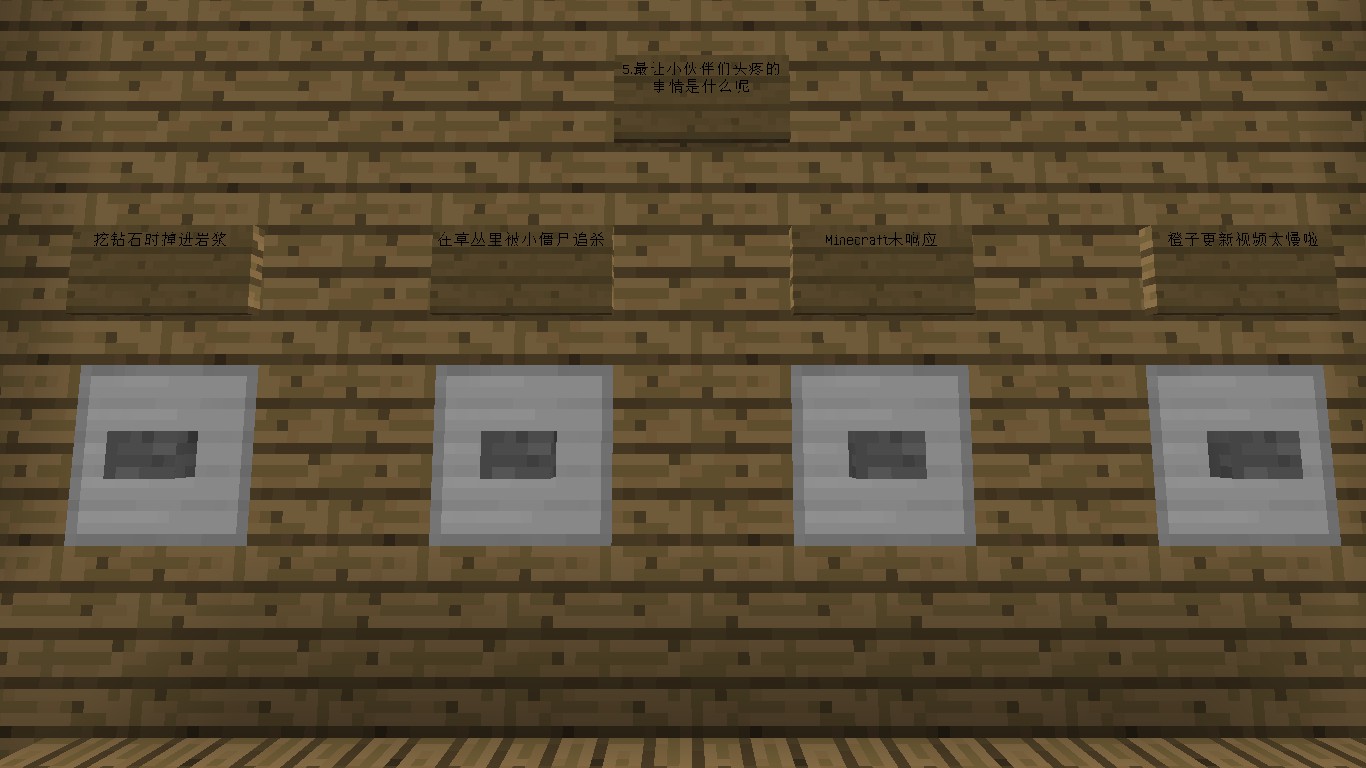 5.最让小伙伴们头疼的
事情是什么呢
挖钻石时掉进岩浆
在草丛里被小僵尸追杀
Minecraft未响应
橙子更新视频太慢啦